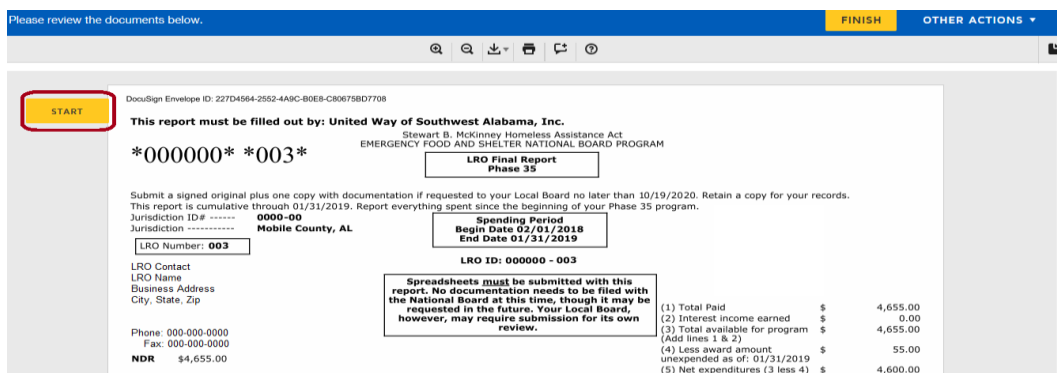 Please review the documents below.
FINISH
OTHER ACTIONS
START
DocuSign Envelope ID: 227D4564-2552-4A9C-B0E8-C80675BD7708
This report must be filled out by: United Way of Southwest Alabama, Inc.
Stewart B. McKinney Homeless Assistance Act
EMERGENCY FOOD AND SHELTER NATIONAL BOARD PROGRAM
*000000* *003*
LRO Final Report
Phase 35
Submit a signed original plus one copy with documentation if requested to your Local Board no later than 10/19/2020. Retain a copy for your records.
This report is cumulative through 01/31/2019. Report everything spent since the beginning of your Phase 35 program.
Jurisdiction ID# ------ 0000-00
Jurisdiction ----------- Mobile County, AL
LRO Number: 003
Spending Period
Begin Date 02/01/2018
End Date 01/31/2019
LRO ID: 000000 - 003
LRO Contact
LRO Name
Business Address
City, State, Zip
Phone: 000-000-0000
Fax: 000-000-0000
NDR $4,655.00
Spreadsheets must be submitted with this
report. No documentation needs to be filed with
the National Board at this time, though it may be
requested in the future. Your Local Board,
however, may require submission for its own
review.
(1) Total Paid $ 4,655.00
(2) Interest income earned $ 0.00
(3) Total available for program $ 4,655.00
(Add lines 1 & 2)
(4) Less award amount $ 55.00
unexpended as of: 01/31/2019
(5) Net expenditures (3 less 4) $ 4,600.00